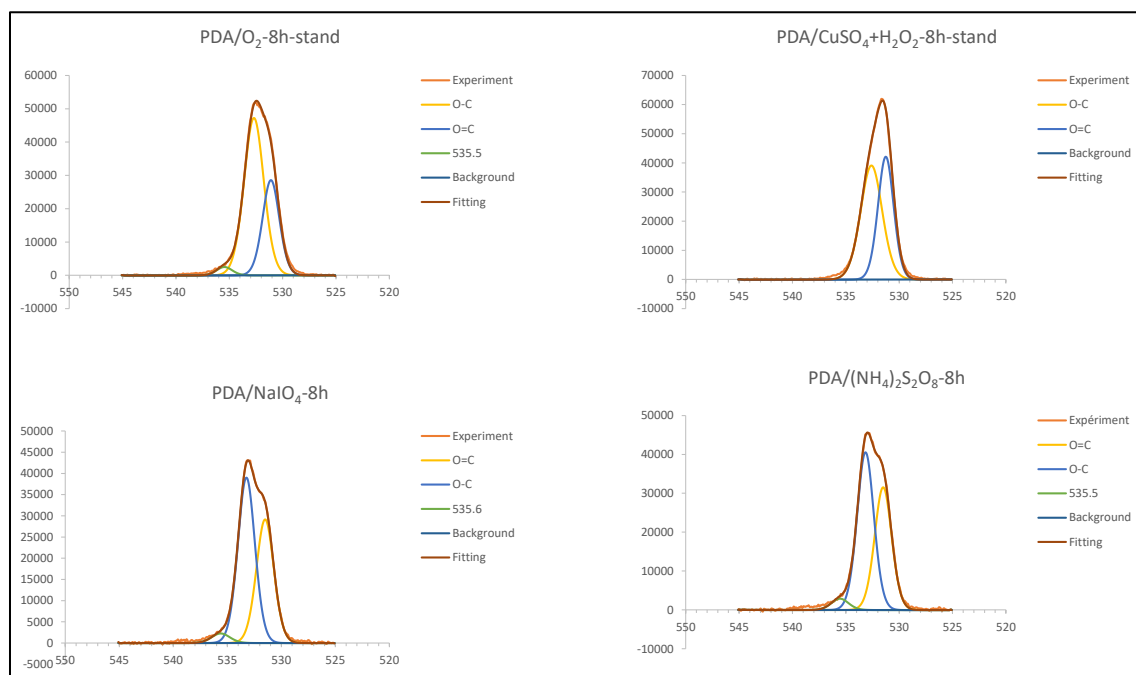 PDA/O₂-8h-stand
60000
50000
40000
30000
20000
10000
0
-10000
550 545 540 535 530 525 520
Experiment
O-C
O=C
535.5
Background
Fitting
PDA/CuSO₄+H₂O₂-8h-stand
70000
60000
50000
40000
30000
20000
10000
0
-10000
550 545 540 535 530 525 520
Experiment
O-C
O=C
Background
Fitting
PDA/NaIO₄-8h
50000
45000
40000
35000
30000
25000
20000
15000
10000
5000
0
-5000
550 545 540 535 530 525 520
Experiment
O=C
O-C
535.6
Background
Fitting
PDA/(NH₄)₂S₂O₈-8h
50000
40000
30000
20000
10000
0
-10000
550 545 540 535 530 525 520
Expériment
O=C
O-C
535.5
Background
Fitting